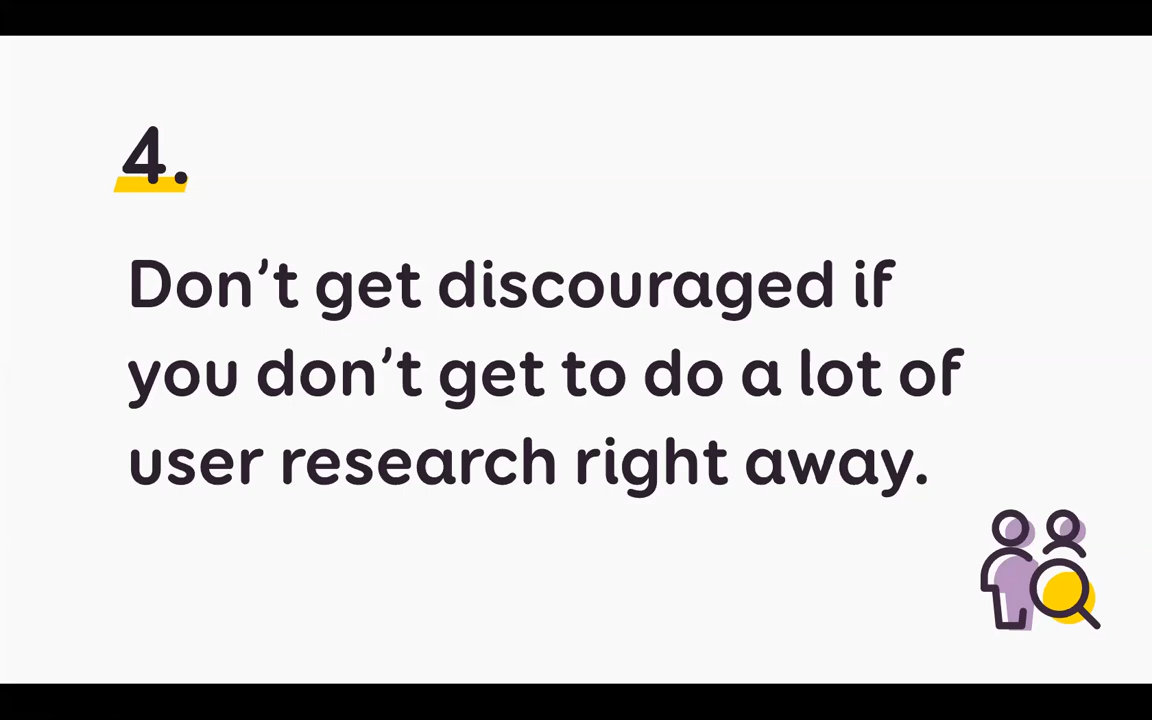 4.
Don’t get discouraged if
you don’t get to do a lot of
user research right away.